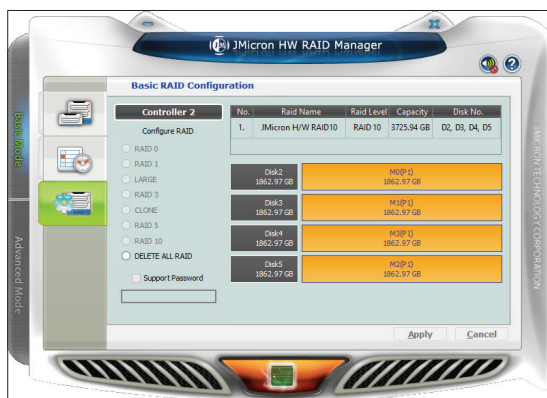 JMicron HW RAID Manager
Basic RAID Configuration
Basic Mode
Advanced Mode
Controller 2
Configure RAID
RAID 0
RAID 1
LARGE
RAID 3
CLONE
RAID 5
RAID 10
DELETE ALL RAID
Support Password
No. Raid Name Raid Level Capacity Disk No.
1. JMicron H/W RAID10 RAID 10 3725.94 GB D2, D3, D4, D5
Disk2 M0(P1)
1862.97 GB 1862.97 GB
Disk3 M1(P1)
1862.97 GB 1862.97 GB
Disk4 M3(P1)
1862.97 GB 1862.97 GB
Disk5 M2(P1)
1862.97 GB 1862.97 GB
Apply Cancel
JMICRON TECHNOLOGY CORPORATION